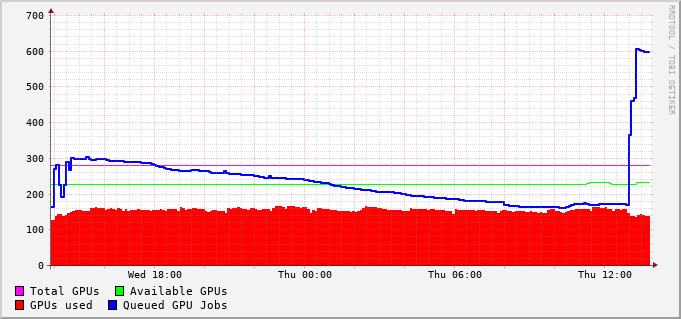 700
600
500
400
300
200
100
0
Wed 18:00 Thu 00:00 Thu 06:00 Thu 12:00
Total GPUs Available GPUs
GPUs used Queued GPU Jobs
RRDTOOL / TOBI OETIKER